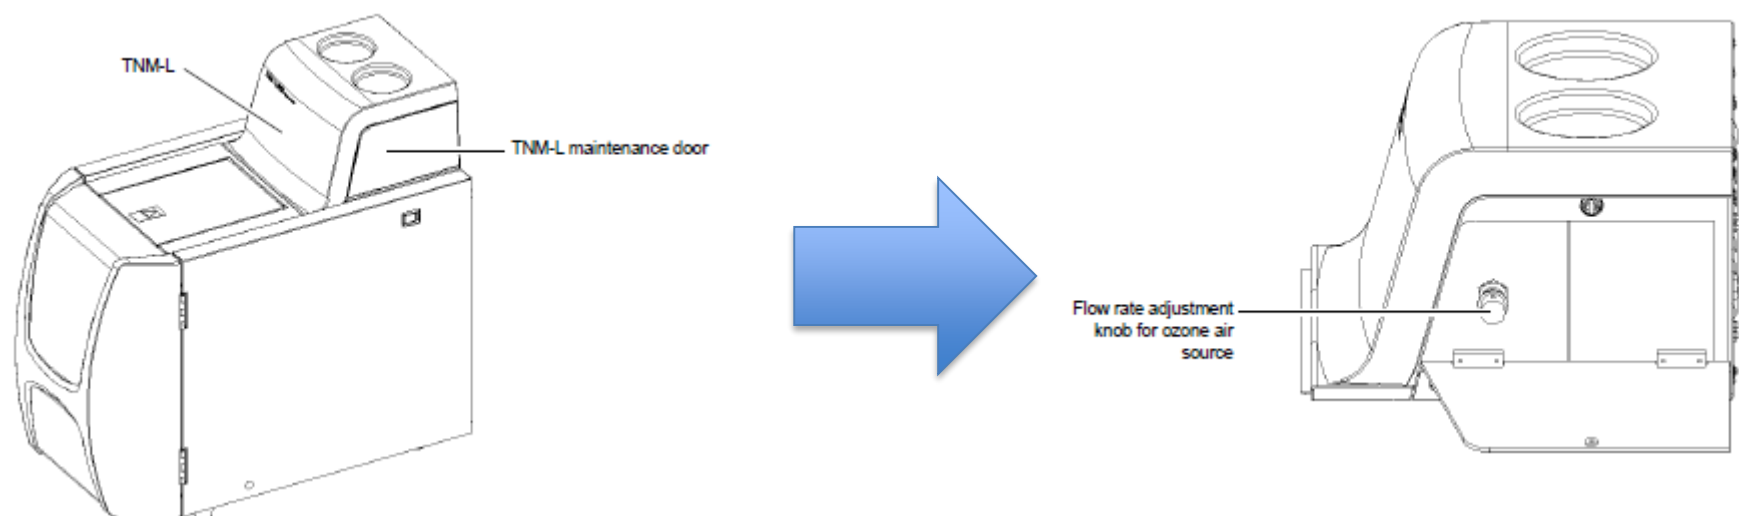 TNM-L
TNM-L maintenance door
Flow rate adjustment
knob for ozone air
source